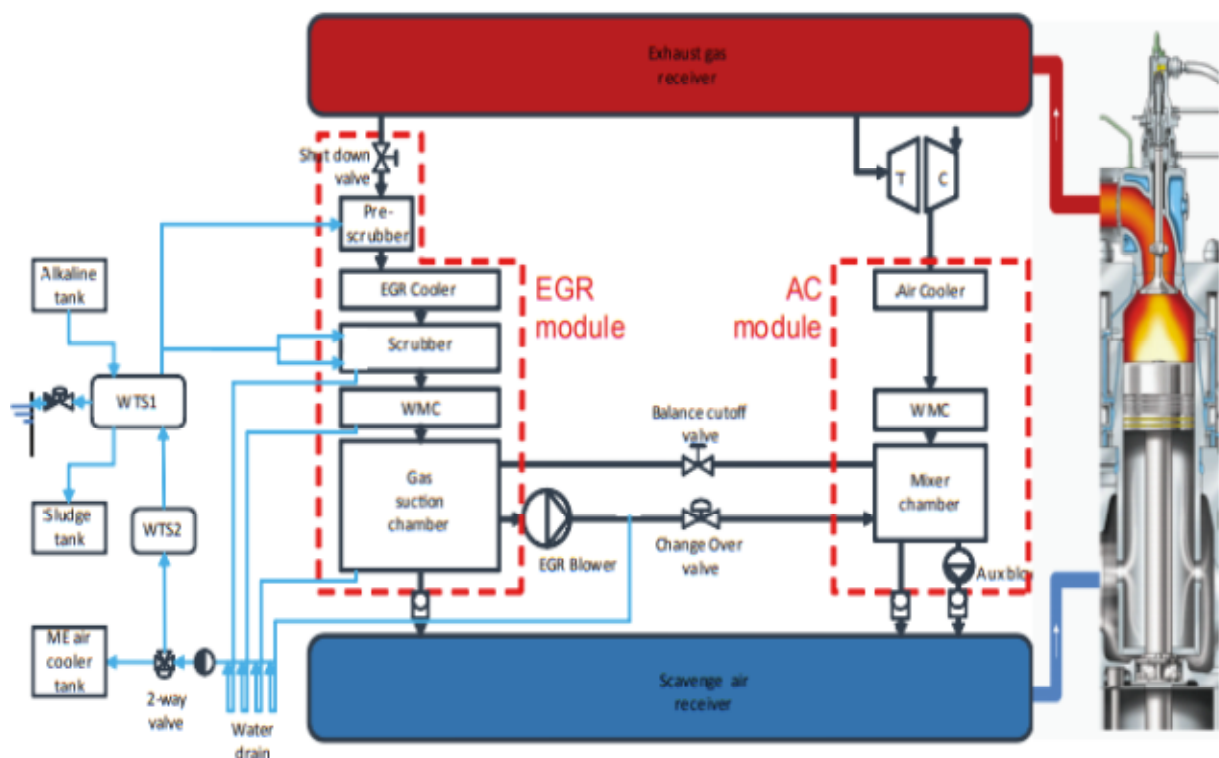 Exhaust gas
receiver
Shut down
valve
T
C
Pre-
scrubber
Alkaline
tank
EGR Cooler
EGR
module
AC
module
Air Cooler
Scrubber
WTS1
WMC
Balance cutoff
valve
WMC
Gas
suction
chamber
Mixer
chamber
Sludge
tank
WTS2
EGR Blower
Change Over
valve
Aux blo
ME air
cooler
tank
2-way
valve
Water
drain
Scavenge air
receiver